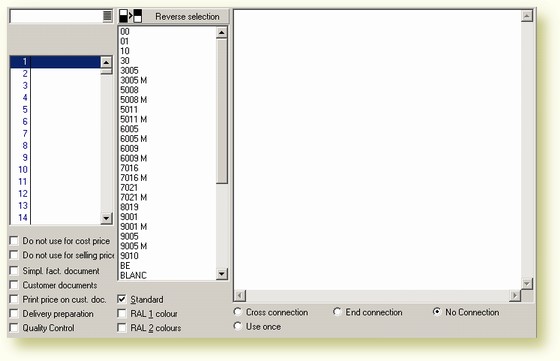 Reverse selection
1
2
3
4
5
6
7
8
9
10
11
12
13
14
00
01
10
30
3005
3005 M
5008
5008 M
5011
5011 M
6005
6005 M
6009
6009 M
7016
7016 M
7021
7021 M
8019
9001
9001 M
9005
9005 M
9010
BE
BLANC
Do not use for cost price
Do not use for selling price
Simpl. fact. document
Customer documents
Print price on cust. doc.
Delivery preparation
Quality Control
Standard
RAL 1 colour
RAL 2 colours
Cross connection
End connection
No Connection
Use once